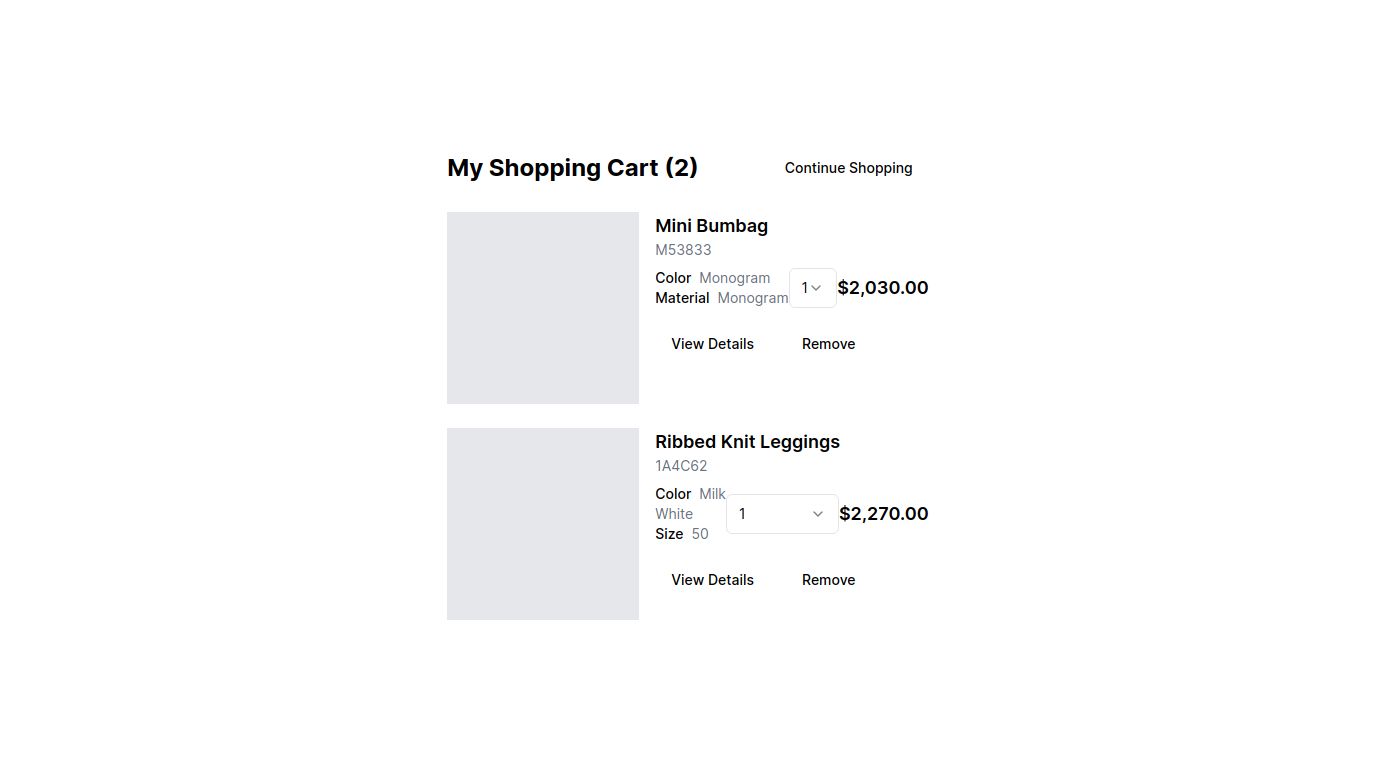 My Shopping Cart (2)
Continue Shopping
Mini Bumbag
M53833
Color Monogram
Material Monogram
1
$2,030.00
View Details
Remove
Ribbed Knit Leggings
1A4C62
Color Milk
White
Size 50
1
$2,270.00
View Details
Remove